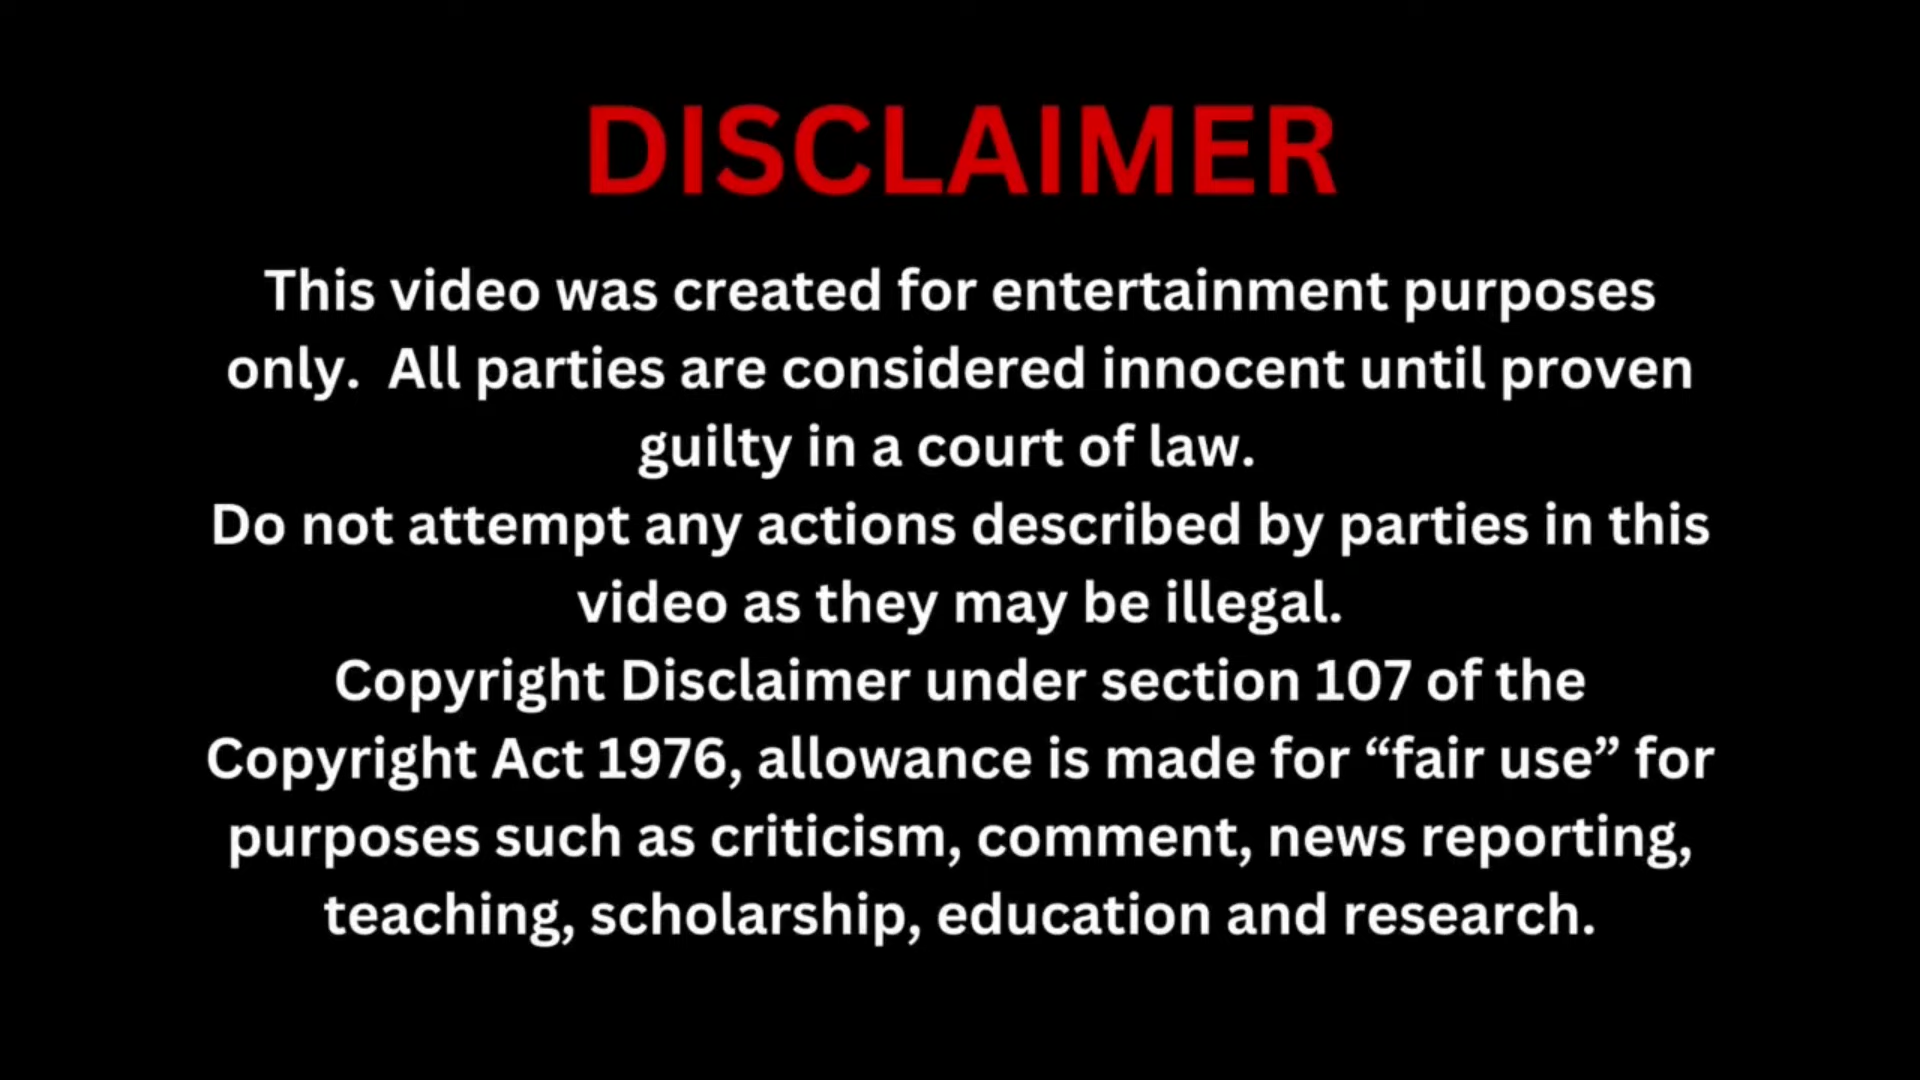 DISCLAIMER
This video was created for entertainment purposes
only.  All parties are considered innocent until proven
guilty in a court of law.
Do not attempt any actions described by parties in this
video as they may be illegal.
Copyright Disclaimer under section 107 of the
Copyright Act 1976, allowance is made for “fair use” for
purposes such as criticism, comment, news reporting,
teaching, scholarship, education and research.